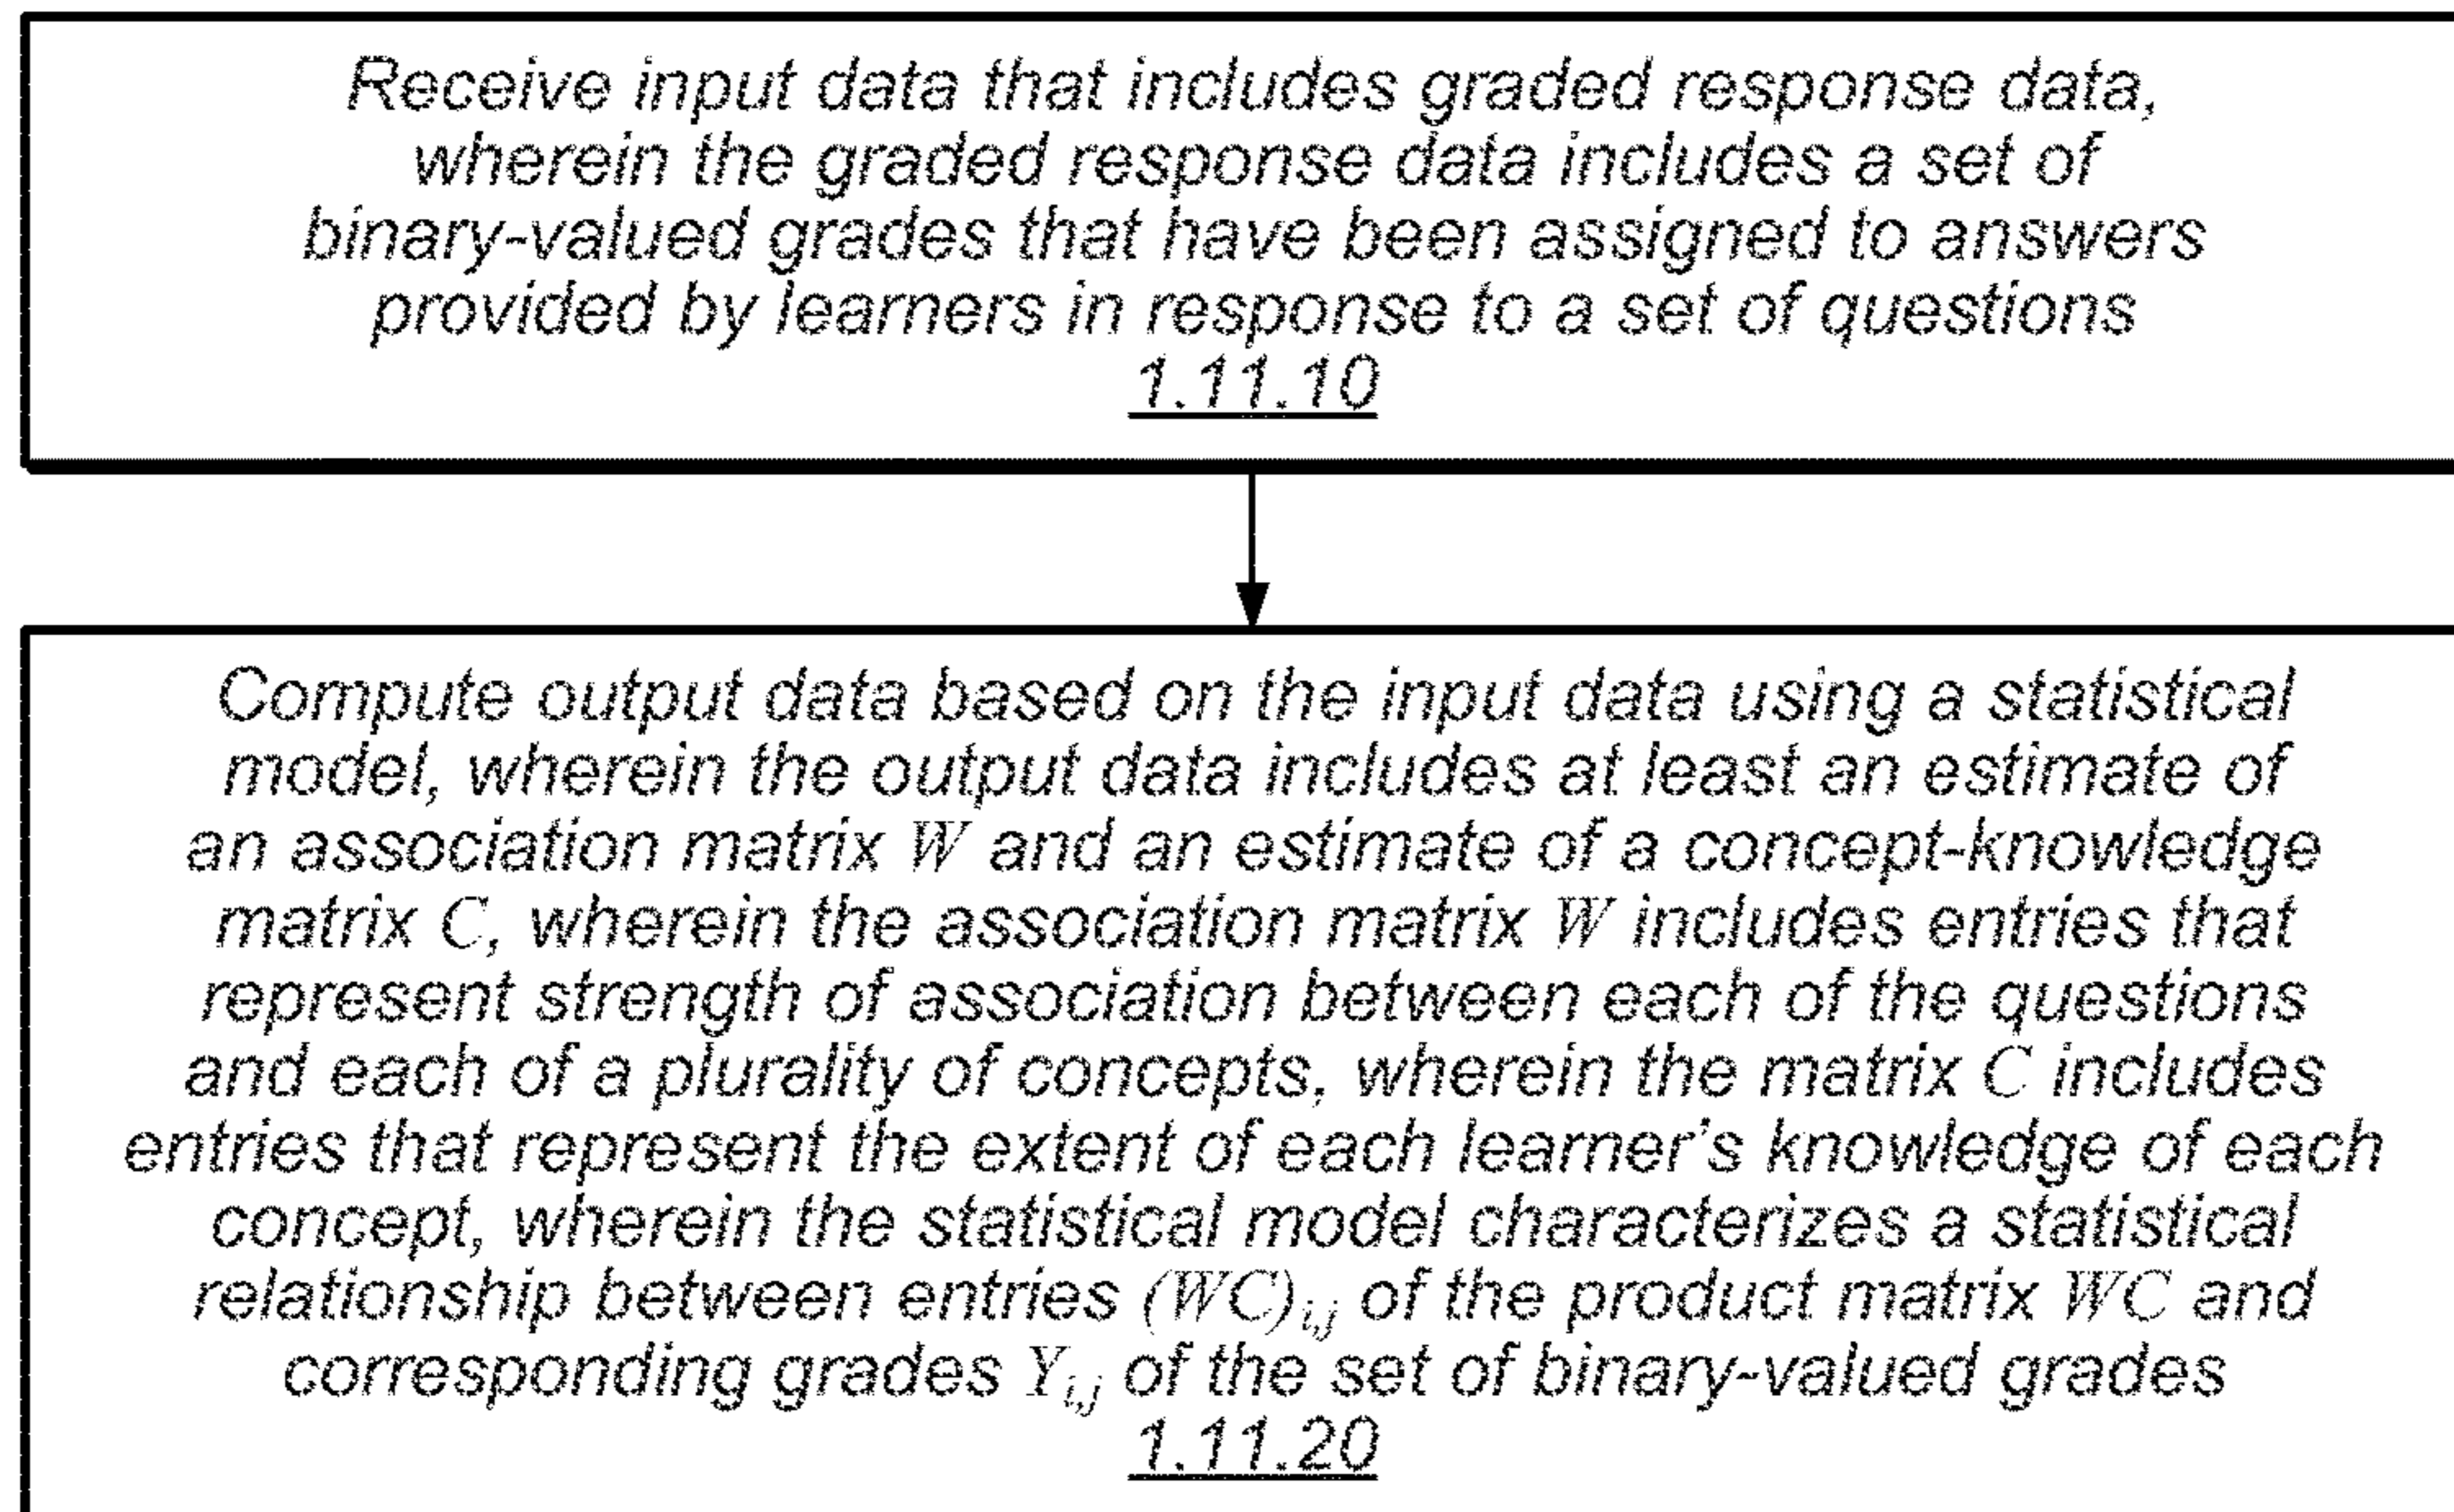 Receive input data that includes graded response data,
wherein the graded response data includes a set of
binary-valued grades that have been assigned to answers
provided by learners in response to a set of questions
1.11.10
Compute output data based on the input data using a statistical
model, wherein the output data includes at least an estimate of
an association matrix W and an estimate of a concept-knowledge
matrix C, wherein the association matrix W includes entries that
represent strength of association between each of the questions
and each of a plurality of concepts, wherein the matrix C includes
entries that represent the extent of each learner's knowledge of each
concept, wherein the statistical model characterizes a statistical
relationship between entries (WC)i,j of the product matrix WC and
corresponding grades Yi,j of the set of binary-valued grades
1.11.20